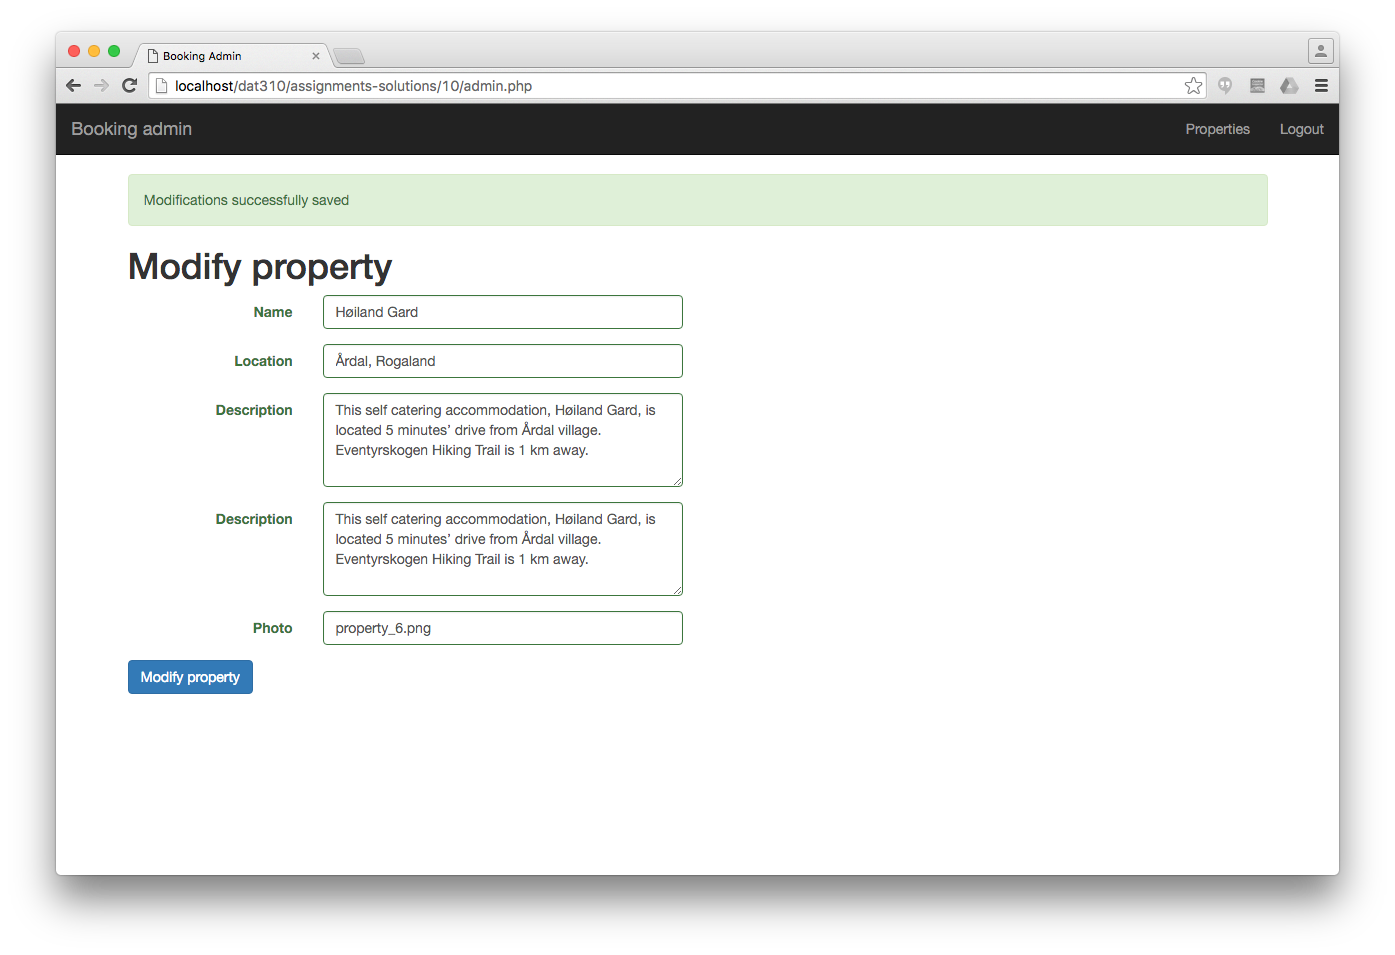 Booking Admin
localhost/dat310/assignments-solutions/10/admin.php
Booking admin
Properties
Logout
Modifications successfully saved
Modify property
Name
Høiland Gard
Location
Årdal, Rogaland
Description
This self catering accommodation, Høiland Gard, is
located 5 minutes’ drive from Årdal village.
Eventyrskogen Hiking Trail is 1 km away.
Description
This self catering accommodation, Høiland Gard, is
located 5 minutes’ drive from Årdal village.
Eventyrskogen Hiking Trail is 1 km away.
Photo
property_6.png
Modify property